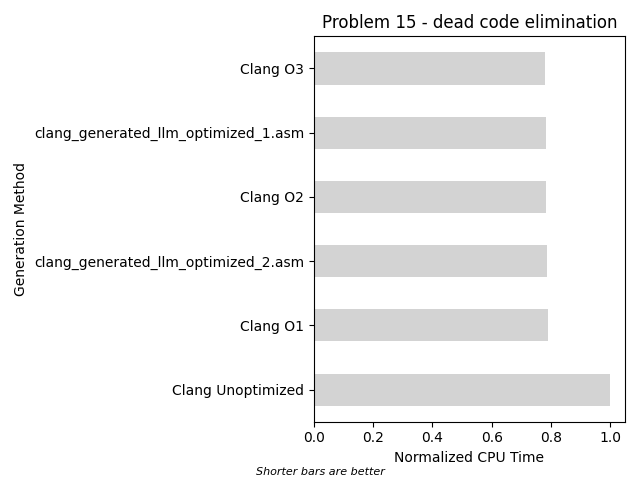 Problem 15 - dead code elimination
Generation Method
Clang O3
clang_generated_llm_optimized_1.asm
Clang O2
clang_generated_llm_optimized_2.asm
Clang O1
Clang Unoptimized
0.0 0.2 0.4 0.6 0.8 1.0
Normalized CPU Time
Shorter bars are better